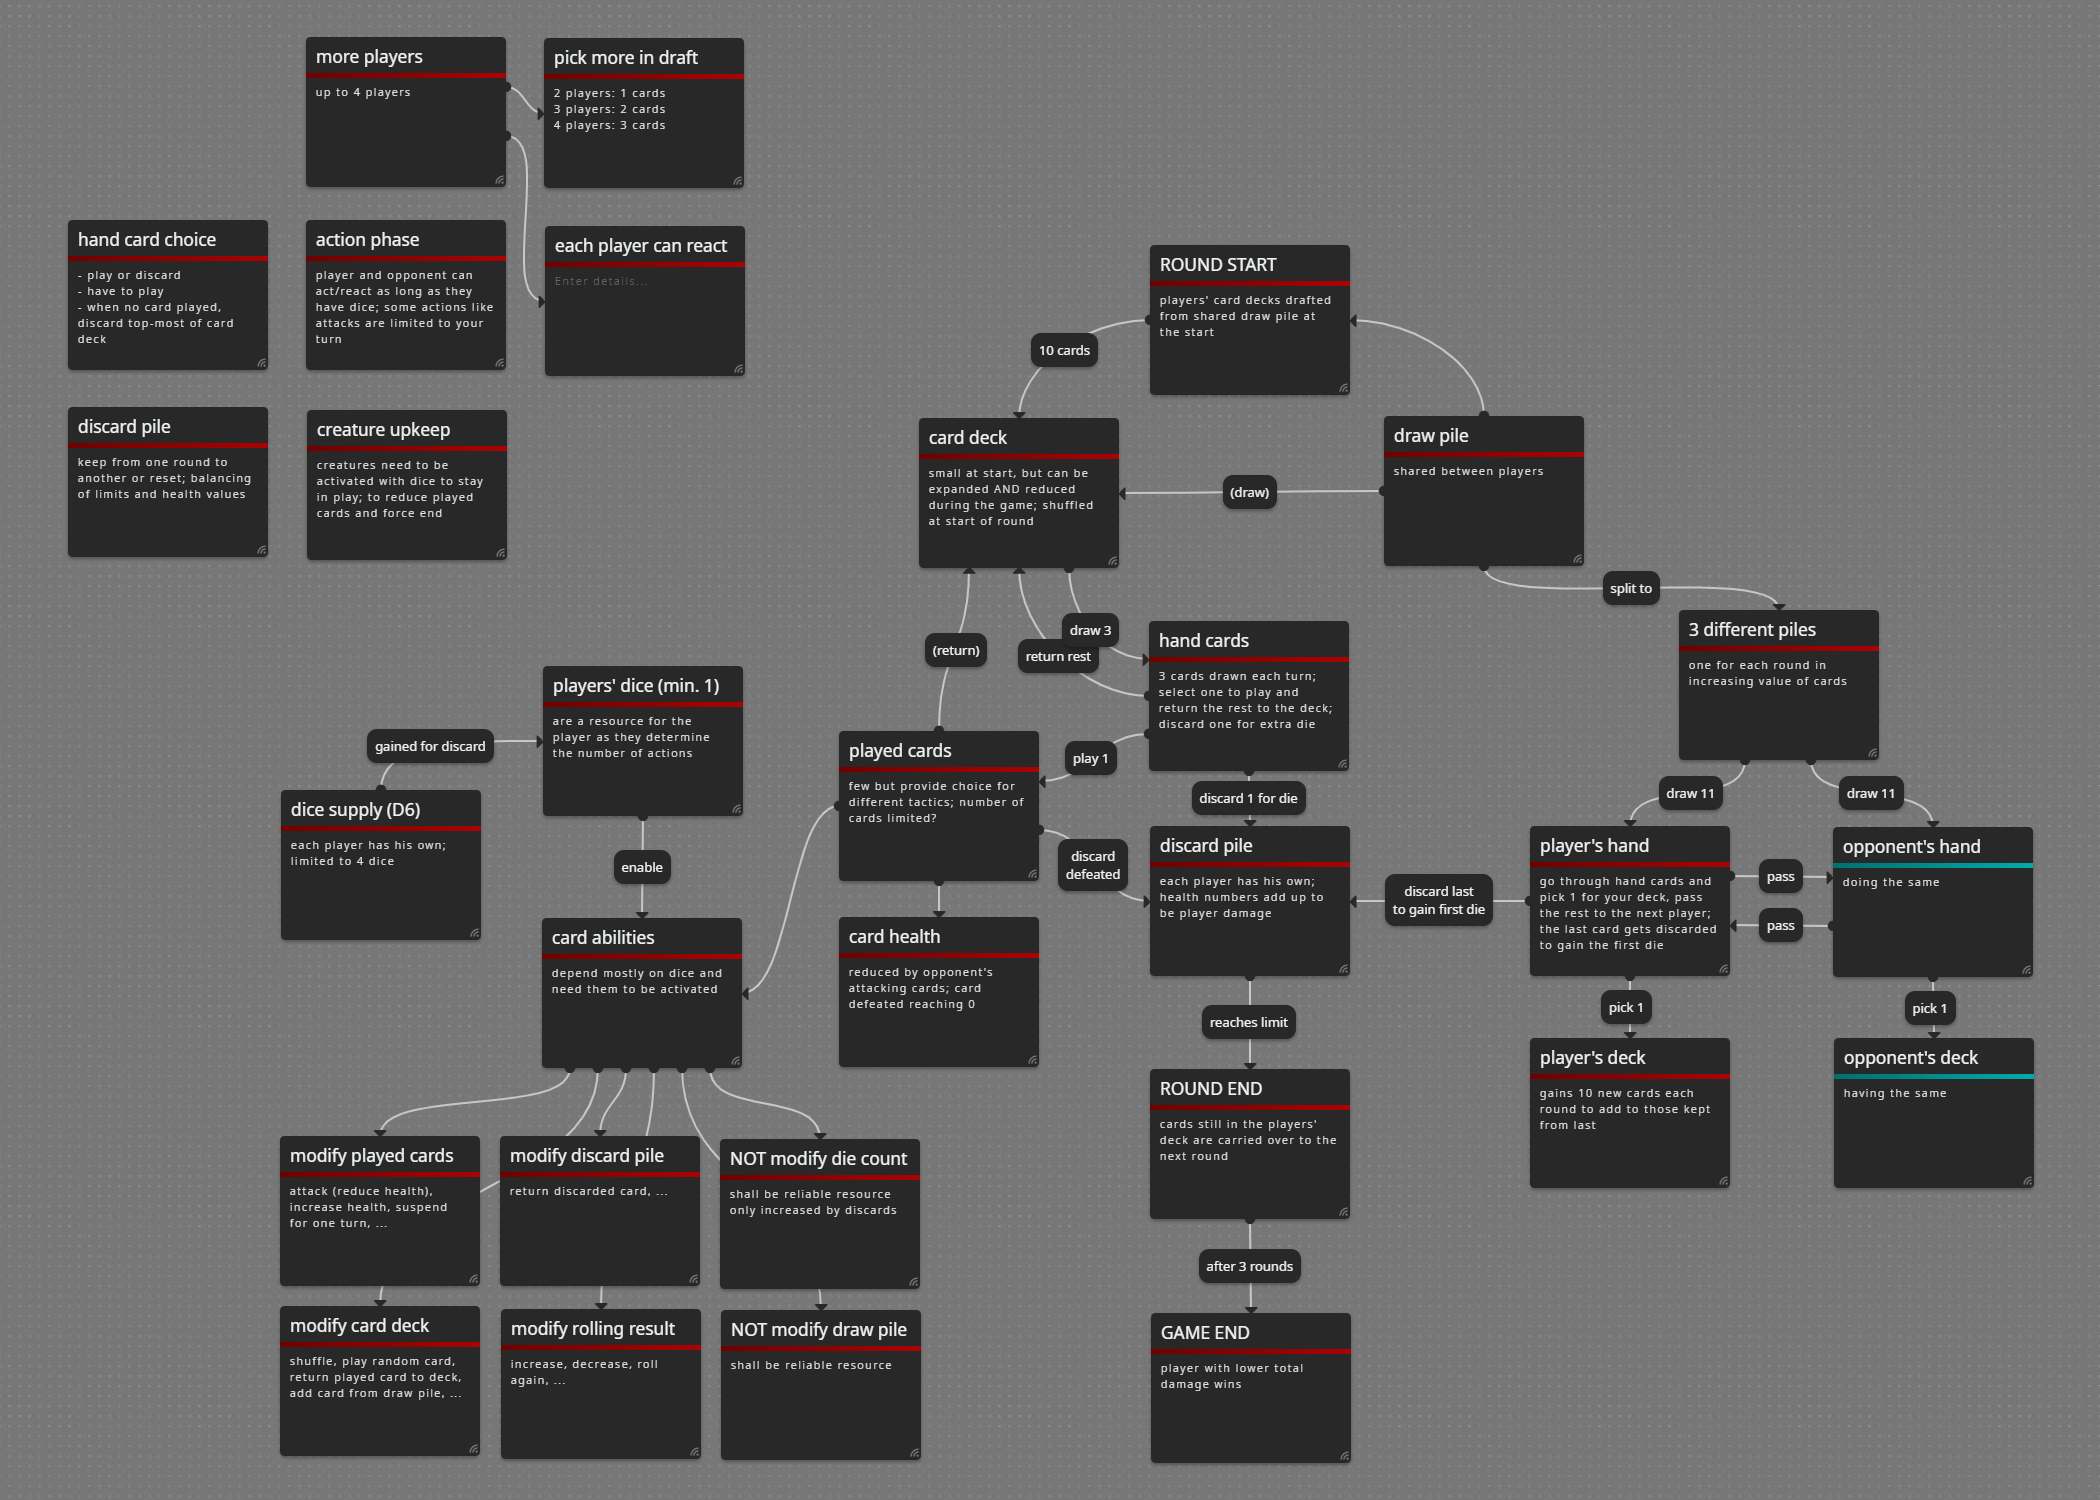 more players
up to 4 players
pick more in draft
2 players: 1 cards
3 players: 2 cards
4 players: 3 cards
hand card choice
- play or discard
- have to play
- when no card played,
discard top-most of card
deck
action phase
player and opponent can
act/react as long as they
have dice; some actions like
attacks are limited to your
turn
each player can react
Enter details...
discard pile
keep from one round to
another or reset; balancing
of limits and health values
creature upkeep
creatures need to be
activated with dice to stay
in play; to reduce played
cards and force end
ROUND START
players' card decks drafted
from shared draw pile at
the start
10 cards
card deck
small at start, but can be
expanded AND reduced
during the game; shuffled
at start of round
(draw)
draw pile
shared between players
split to
3 different piles
one for each round in
increasing value of cards
(return)
draw 3
return rest
hand cards
3 cards drawn each turn;
select one to play and
return the rest to the deck;
discard one for extra die
players' dice (min. 1)
are a resource for the
player as they determine
the number of actions
gained for discard
dice supply (D6)
each player has his own;
limited to 4 dice
played cards
few but provide choice for
different tactics; number of
cards limited?
play 1
discard 1 for die
draw 11
draw 11
enable
discard
defeated
discard pile
each player has his own;
health numbers add up to
be player damage
discard last
to gain first die
player's hand
go through hand cards and
pick 1 for your deck, pass
the rest to the next player;
the last card gets discarded
to gain the first die
pass
pass
opponent's hand
doing the same
card abilities
depend mostly on dice and
need them to be activated
card health
reduced by opponent's
attacking cards; card
defeated reaching 0
reaches limit
pick 1
pick 1
player's deck
gains 10 new cards each
round to add to those kept
from last
opponent's deck
having the same
ROUND END
cards still in the players'
deck are carried over to the
next round
modify played cards
attack (reduce health),
increase health, suspend
for one turn, ...
modify discard pile
return discarded card, ...
NOT modify die count
shall be reliable resource
only increased by discards
after 3 rounds
modify card deck
shuffle, play random card,
return played card to deck,
add card from draw pile, ...
modify rolling result
increase, decrease, roll
again, ...
NOT modify draw pile
shall be reliable resource
GAME END
player with lower total
damage wins